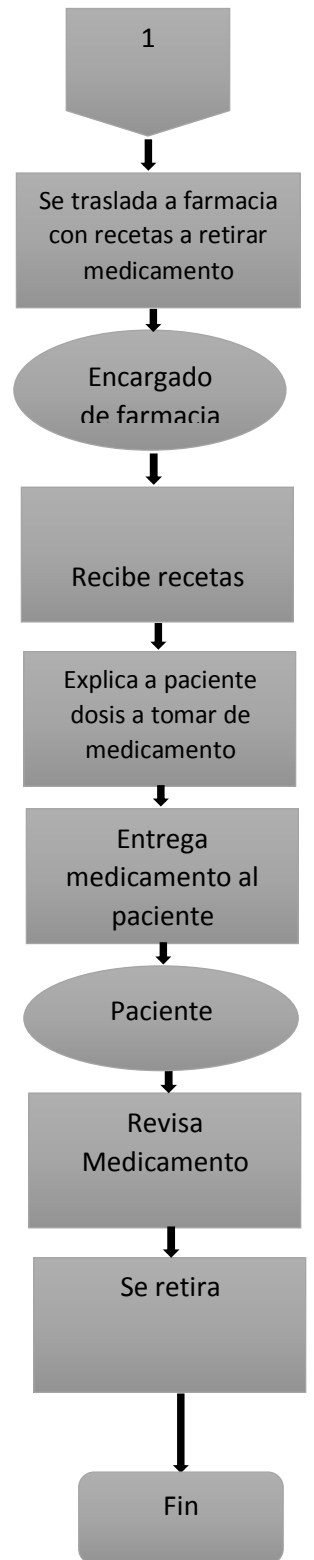 1
Se traslada a farmacia
con recetas a retirar
medicamento
Encargado
de farmacia
Recibe recetas
Explica a paciente
dosis a tomar de
medicamento
Entrega
medicamento al
paciente
Paciente
Revisa
Medicamento
Se retira
Fin